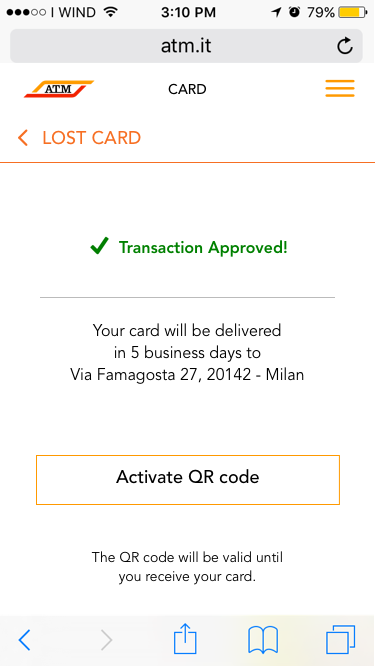 I WIND 3:10 PM 79%
atm.it
ATM CARD
LOST CARD
Transaction Approved!
Your card will be delivered
in 5 business days to
Via Famagosta 27, 20142 - Milan
Activate QR code
The QR code will be valid until
you receive your card.